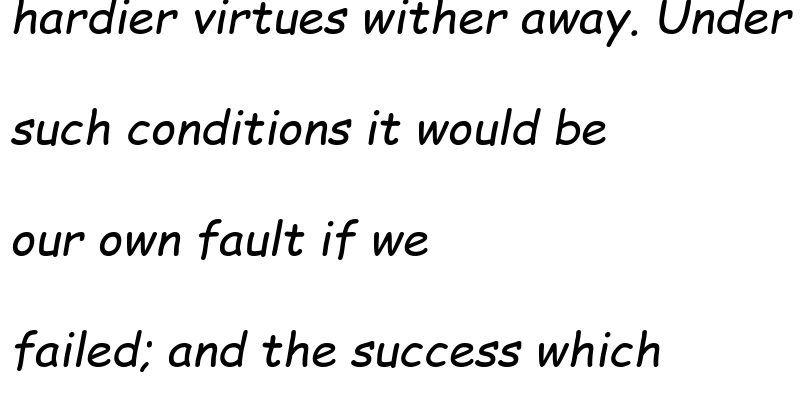 hardier virtues wither away. Under
such conditions it would be
our own fault if we
failed; and the success which